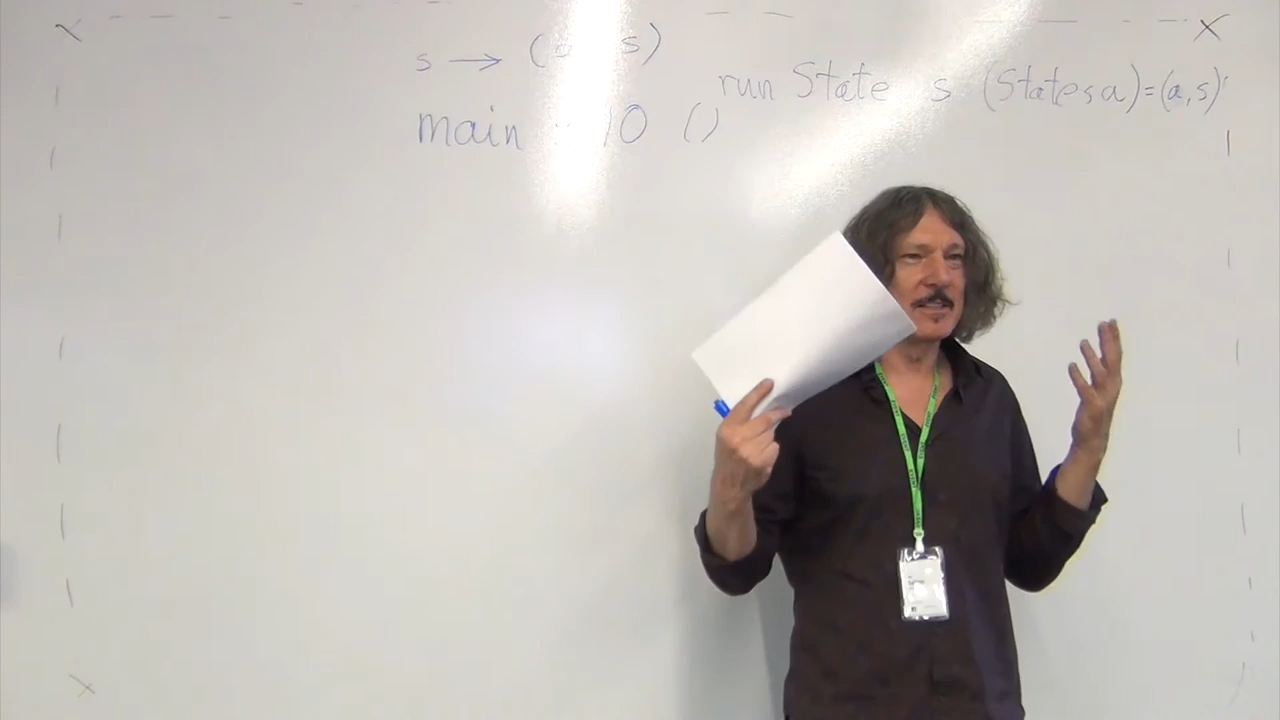 s → (a, s)
run State s (State s a) = (a, s)
main :: IO ()